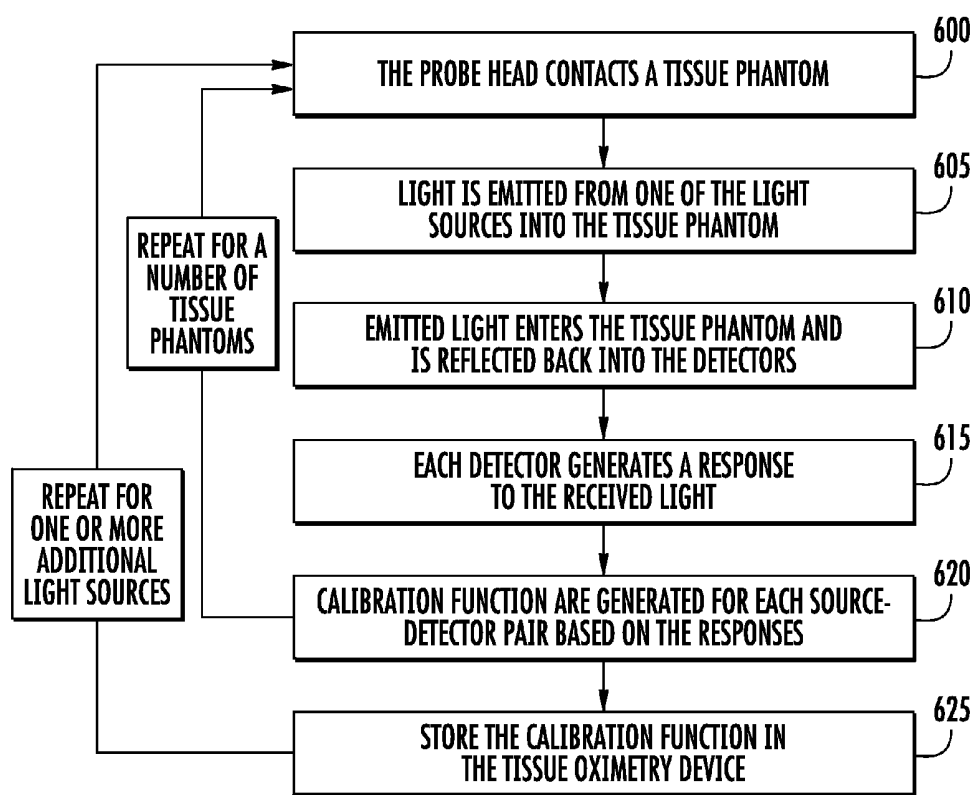 600
THE PROBE HEAD CONTACTS A TISSUE PHANTOM
605
LIGHT IS EMITTED FROM ONE OF THE LIGHT
SOURCES INTO THE TISSUE PHANTOM
REPEAT FOR A
NUMBER OF
TISSUE
PHANTOMS
610
EMITTED LIGHT ENTERS THE TISSUE PHANTOM AND
IS REFLECTED BACK INTO THE DETECTORS
615
EACH DETECTOR GENERATES A RESPONSE
TO THE RECEIVED LIGHT
REPEAT FOR
ONE OR MORE
ADDITIONAL
LIGHT SOURCES
620
CALIBRATION FUNCTION ARE GENERATED FOR EACH SOURCE-
DETECTOR PAIR BASED ON THE RESPONSES
625
STORE THE CALIBRATION FUNCTION IN
THE TISSUE OXIMETRY DEVICE